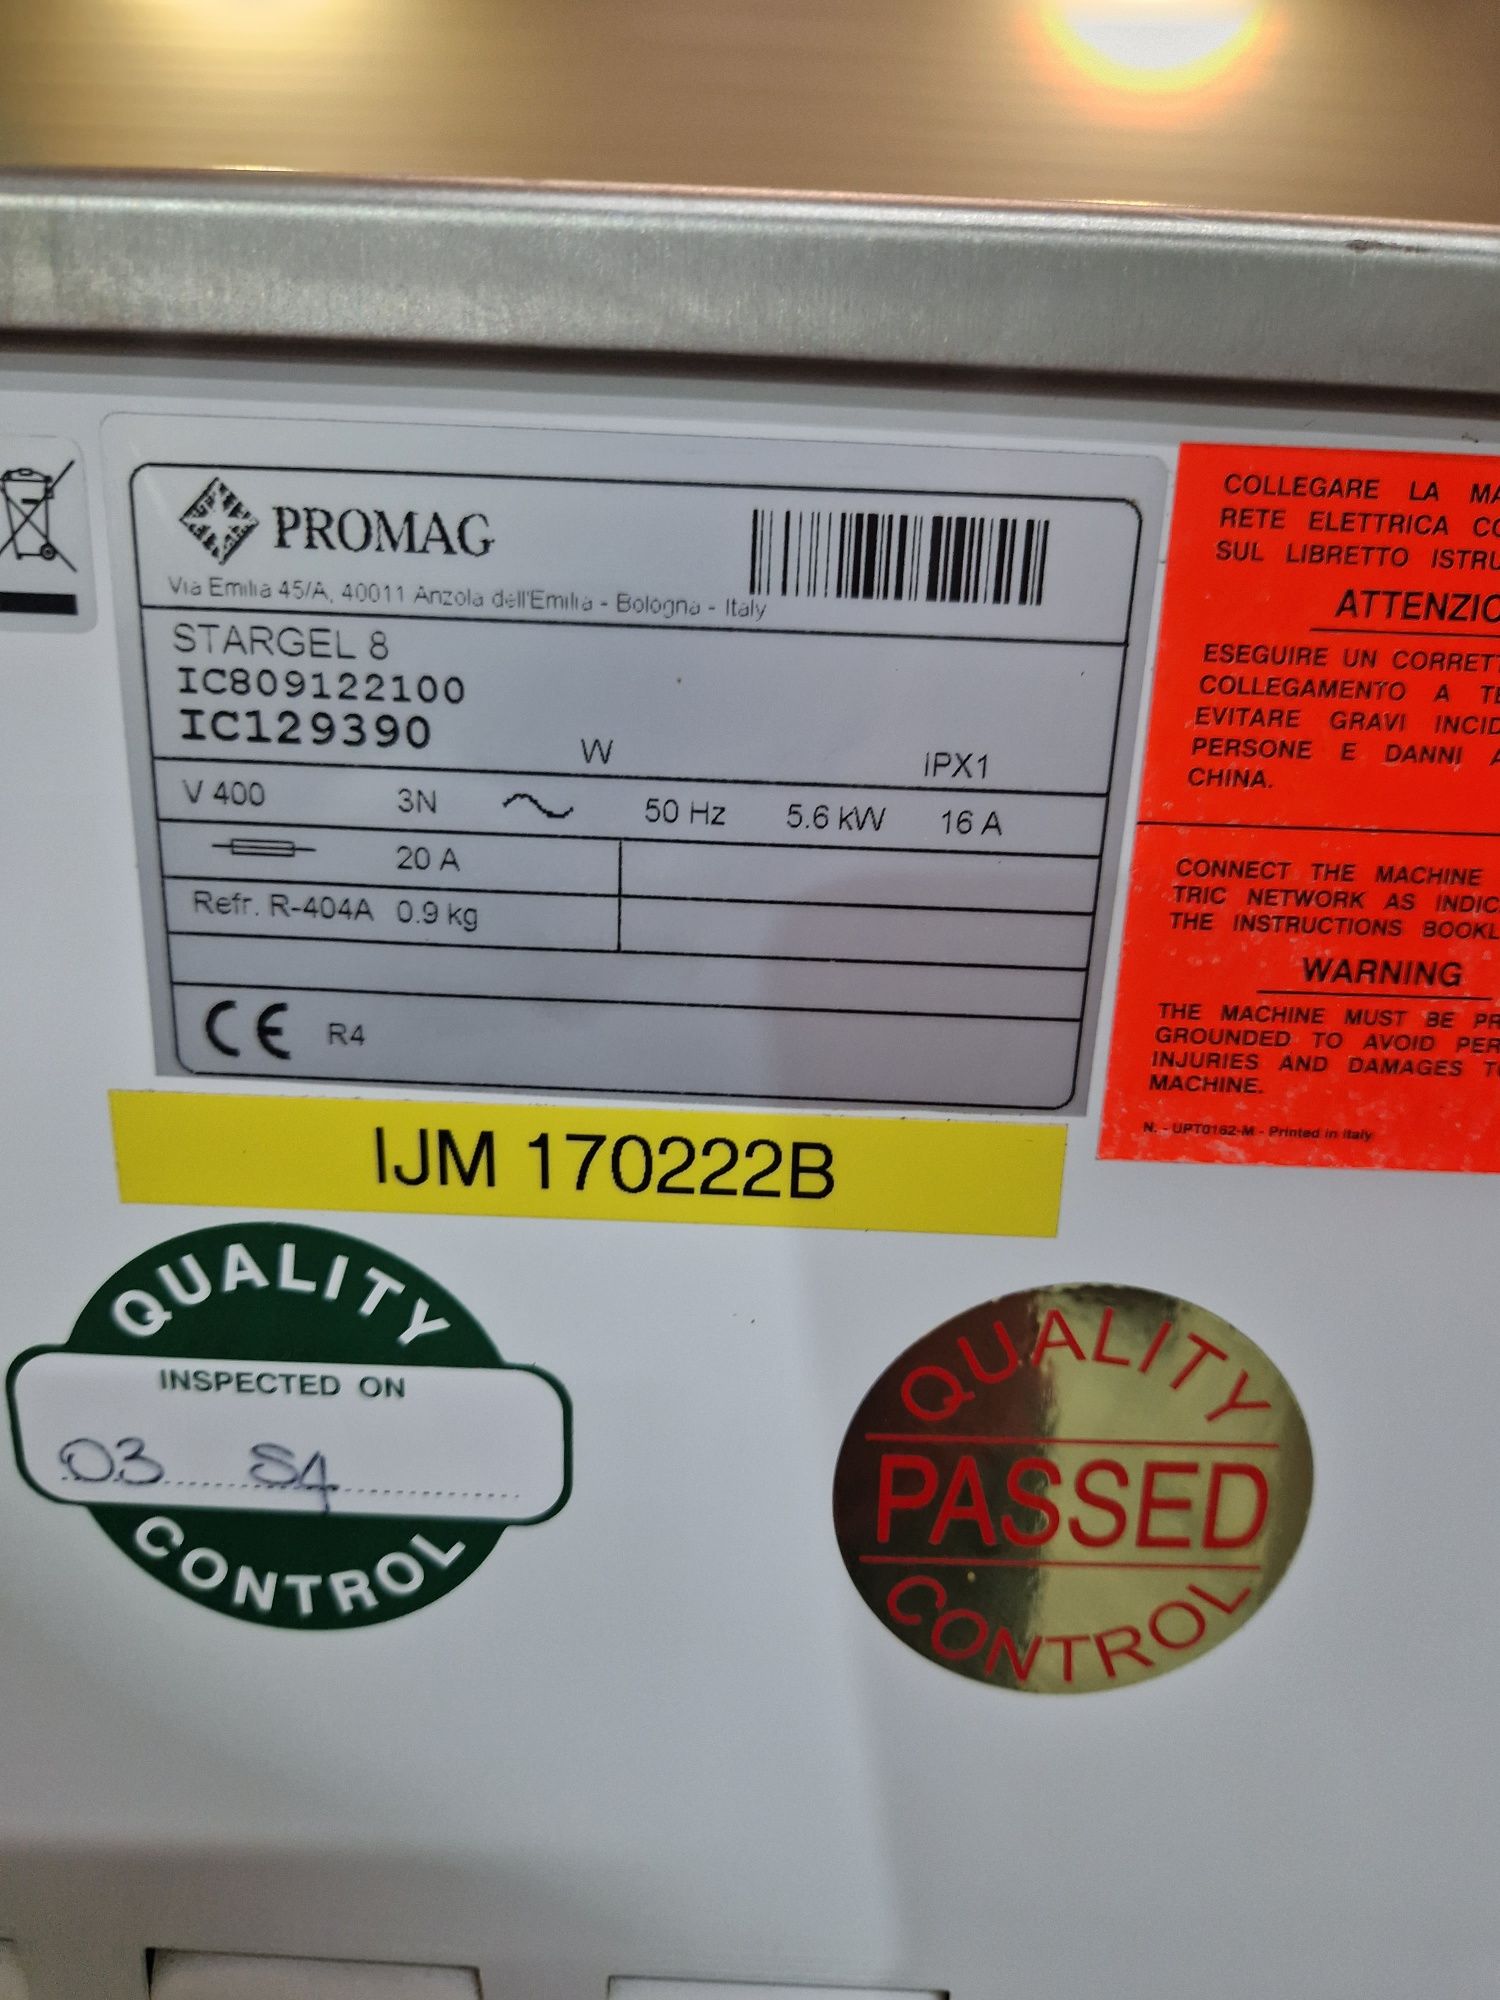 PROMAG
Via Emilia 45/A, 40011 Anzola dell'Emilia - Bologna - Italy
STARGEL 8
IC809122100
IC129390
W IPX1
V 400 3N 50 Hz 5.6 kW 16 A
20 A
Refr. R-404A 0.9 kg
CE R4
COLLEGARE LA MA
RETE ELETTRICA CO
SUL LIBRETTO ISTRU
ATTENZIO
ESEGUIRE UN CORRETT
COLLEGAMENTO A TE
EVITARE GRAVI INCID
PERSONE E DANNI A
CHINA.
CONNECT THE MACHINE
TRIC NETWORK AS INDIC
THE INSTRUCTIONS BOOKL
WARNING
THE MACHINE MUST BE PR
GROUNDED TO AVOID PER
INJURIES AND DAMAGES TO
MACHINE.
N. - UPT0162-M - Printed in Italy
IJM 170222B
QUALITY
INSPECTED ON
03 S4
CONTROL
QUALITY
PASSED
CONTROL